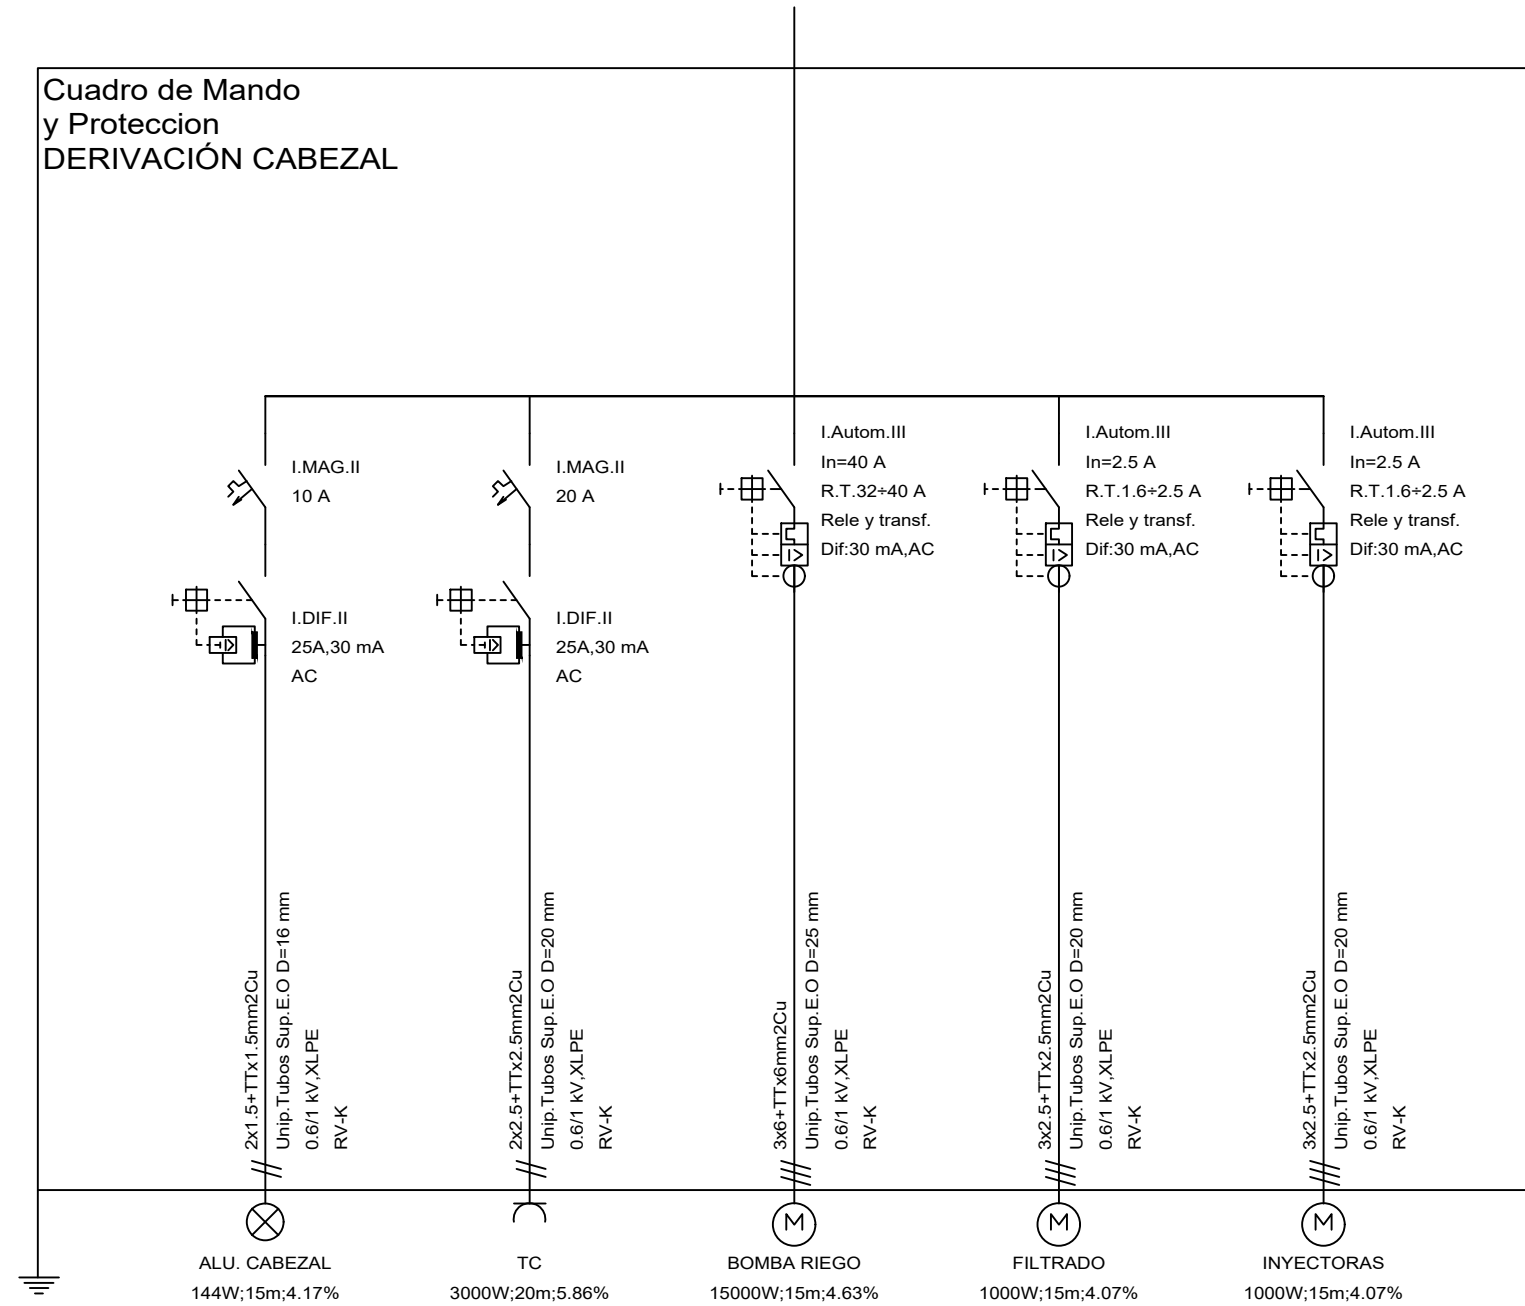 Cuadro de Mando
y Proteccion
DERIVACIÓN CABEZAL
I.MAG.II
10 A
I.DIF.II
25A,30 mA
AC
2x1.5+TTx1.5mm2Cu
Unip.Tubos Sup.E.O D=16 mm
0.6/1 kV,XLPE
RV-K
ALU. CABEZAL
144W;15m;4.17%
I.MAG.II
20 A
I.DIF.II
25A,30 mA
AC
2x2.5+TTx2.5mm2Cu
Unip.Tubos Sup.E.O D=20 mm
0.6/1 kV,XLPE
RV-K
TC
3000W;20m;5.86%
I.Autom.III
In=40 A
R.T.32÷40 A
Rele y transf.
Dif:30 mA,AC
I>
3x6+TTx6mm2Cu
Unip.Tubos Sup.E.O D=25 mm
0.6/1 kV,XLPE
RV-K
M
BOMBA RIEGO
15000W;15m;4.63%
I.Autom.III
In=2.5 A
R.T.1.6÷2.5 A
Rele y transf.
Dif:30 mA,AC
I>
3x2.5+TTx2.5mm2Cu
Unip.Tubos Sup.E.O D=20 mm
0.6/1 kV,XLPE
RV-K
M
FILTRADO
1000W;15m;4.07%
I.Autom.III
In=2.5 A
R.T.1.6÷2.5 A
Rele y transf.
Dif:30 mA,AC
I>
3x2.5+TTx2.5mm2Cu
Unip.Tubos Sup.E.O D=20 mm
0.6/1 kV,XLPE
RV-K
M
INYECTORAS
1000W;15m;4.07%